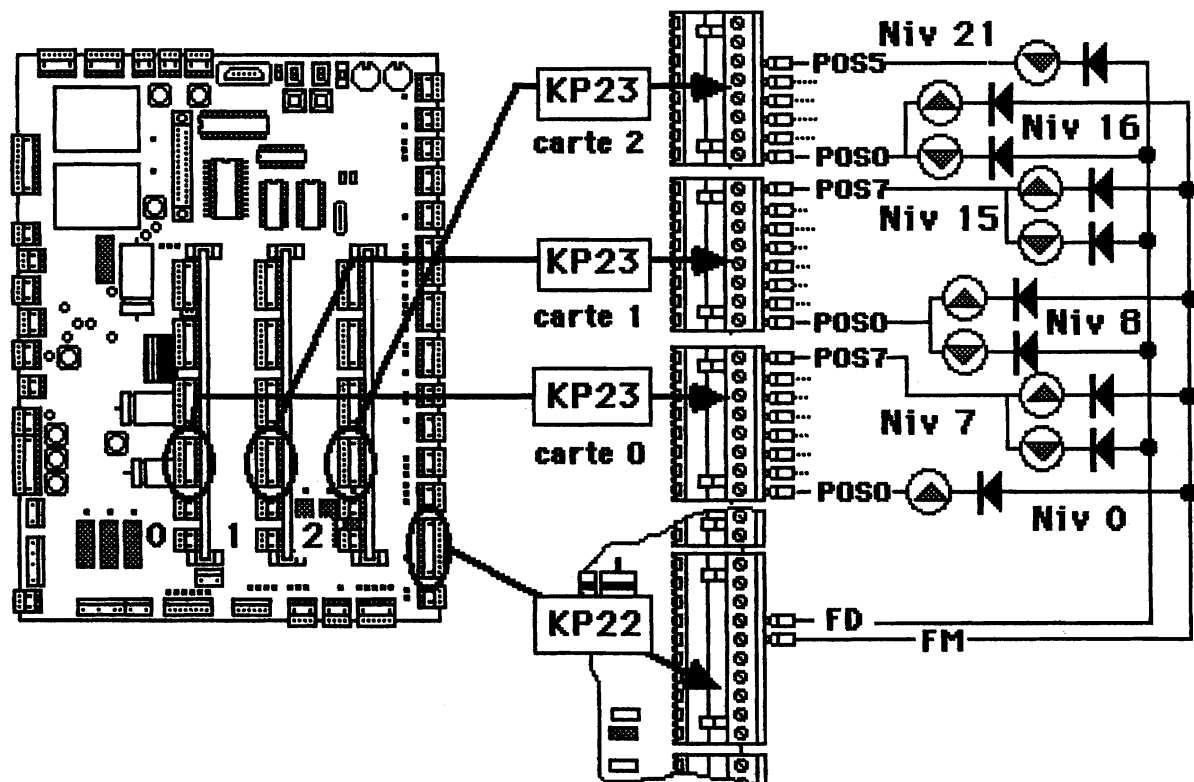 Niv 21
POS5
KP23
carte 2
Niv 16
POS0
POS7
Niv 15
KP23
carte 1
POS0
Niv 8
POS7
KP23
carte 0
Niv 7
POS0
Niv 0
0 1 2
KP22
FD
FM